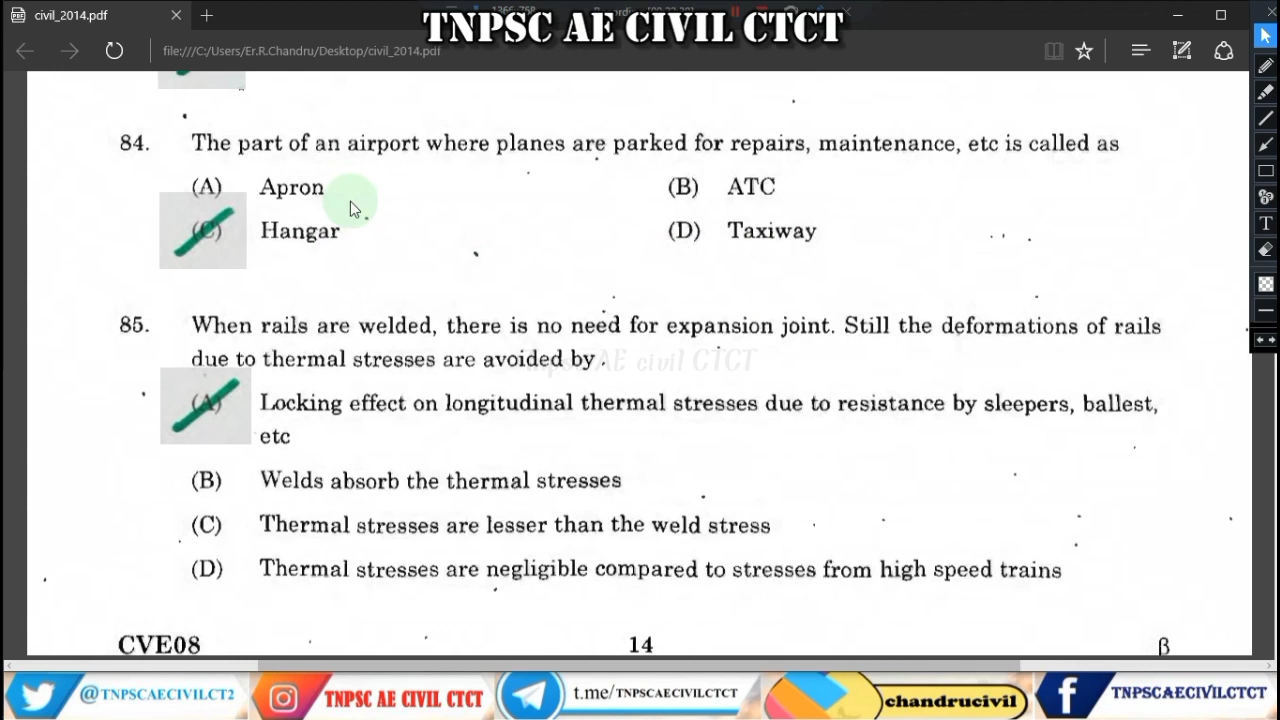 civil_2014.pdf
TNPSC AE CIVIL CTCT
file:///C:/Users/Er.R.Chandru/Desktop/civil_2014.pdf
84. The part of an airport where planes are parked for repairs, maintenance, etc is called as
(A) Apron (B) ATC
(C) Hangar (D) Taxiway
85. When rails are welded, there is no need for expansion joint. Still the deformations of rails
due to thermal stresses are avoided by
Tnpsc AE civil CTCT
(A) Locking effect on longitudinal thermal stresses due to resistance by sleepers, ballest,
etc
(B) Welds absorb the thermal stresses
(C) Thermal stresses are lesser than the weld stress
(D) Thermal stresses are negligible compared to stresses from high speed trains
CVE08 14 β
@TNPSCAECIVILCT2 TNPSC AE CIVIL CTCT t.me/TNPSCAECIVILCTCT chandrucivil TNPSCAECIVILCTCT